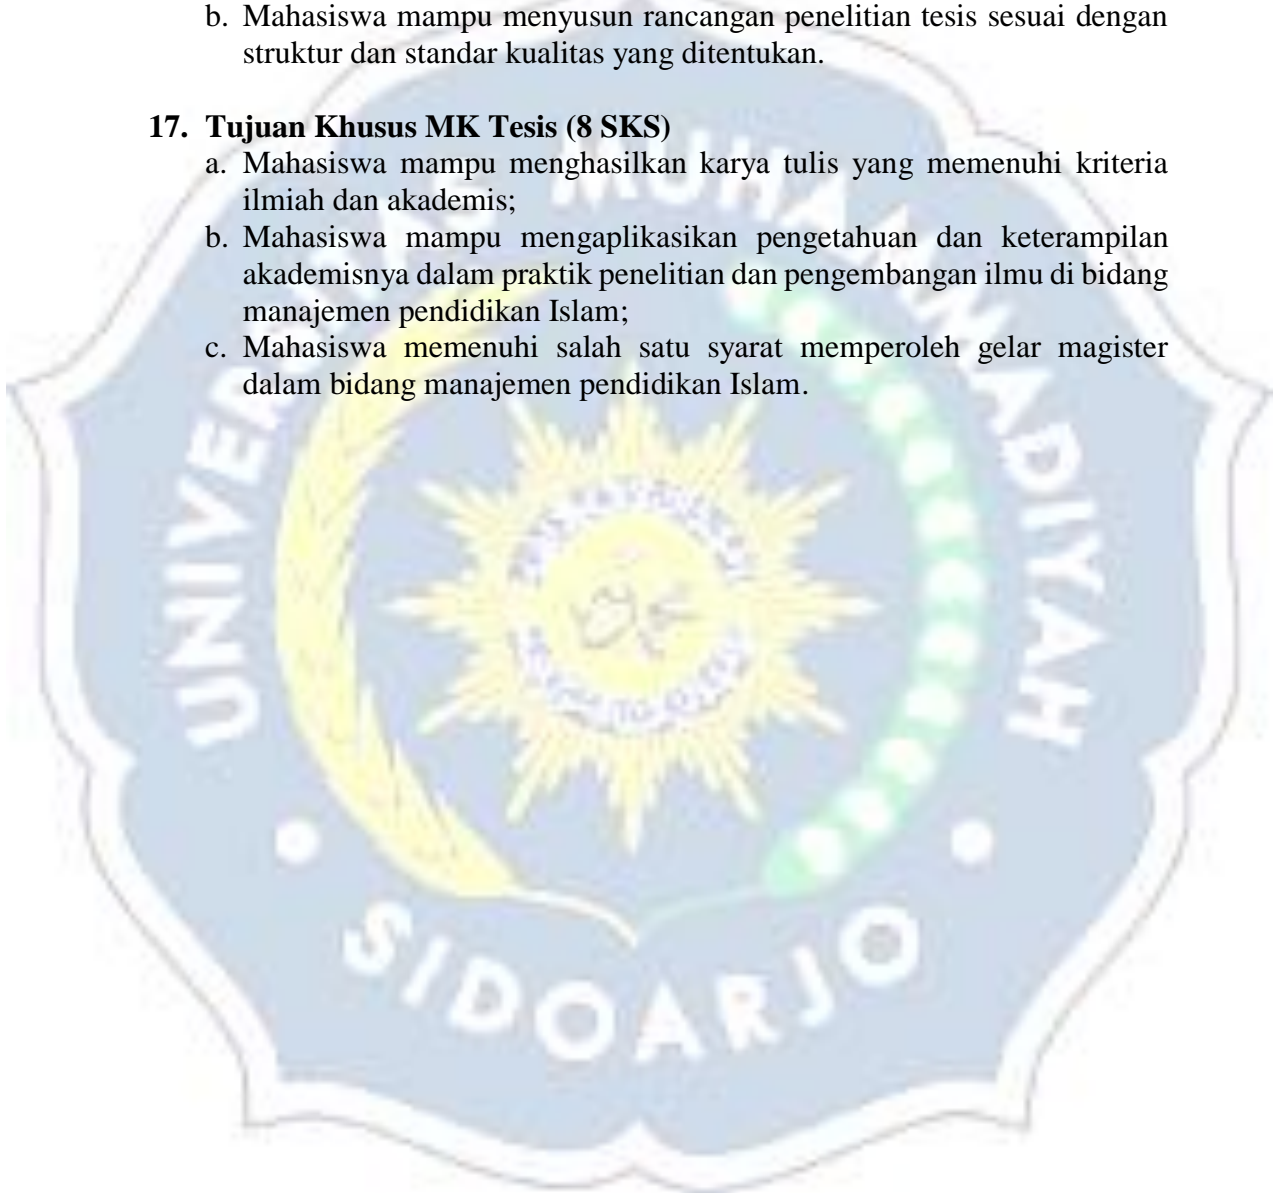 b. Mahasiswa mampu menyusun rancangan penelitian tesis sesuai dengan
struktur dan standar kualitas yang ditentukan.
17. Tujuan Khusus MK Tesis (8 SKS)
a. Mahasiswa mampu menghasilkan karya tulis yang memenuhi kriteria
ilmiah dan akademis;
b. Mahasiswa mampu mengaplikasikan pengetahuan dan keterampilan
akademisnya dalam praktik penelitian dan pengembangan ilmu di bidang
manajemen pendidikan Islam;
c. Mahasiswa memenuhi salah satu syarat memperoleh gelar magister
dalam bidang manajemen pendidikan Islam.
UNIVERSITAS MUHAMMADIYAH
SIDOARJO